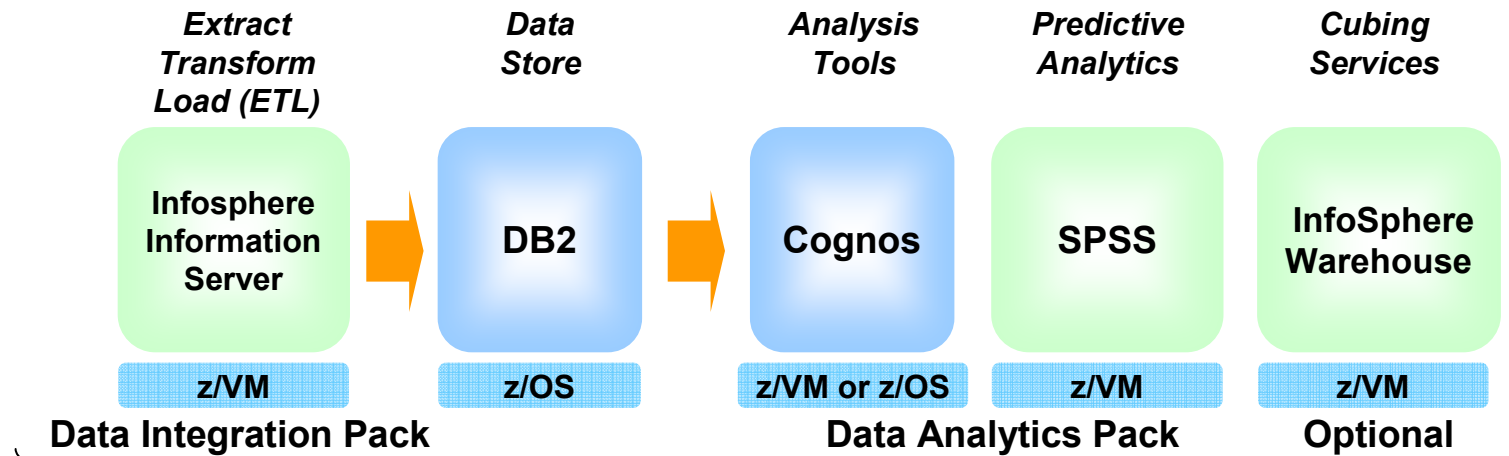 Extract
Transform
Load (ETL)
Data
Store
Analysis
Tools
Predictive
Analytics
Cubing
Services
Infosphere
Information
Server
DB2
Cognos
SPSS
InfoSphere
Warehouse
z/VM
z/OS
z/VM or z/OS
z/VM
z/VM
Data Integration Pack
Data Analytics Pack
Optional